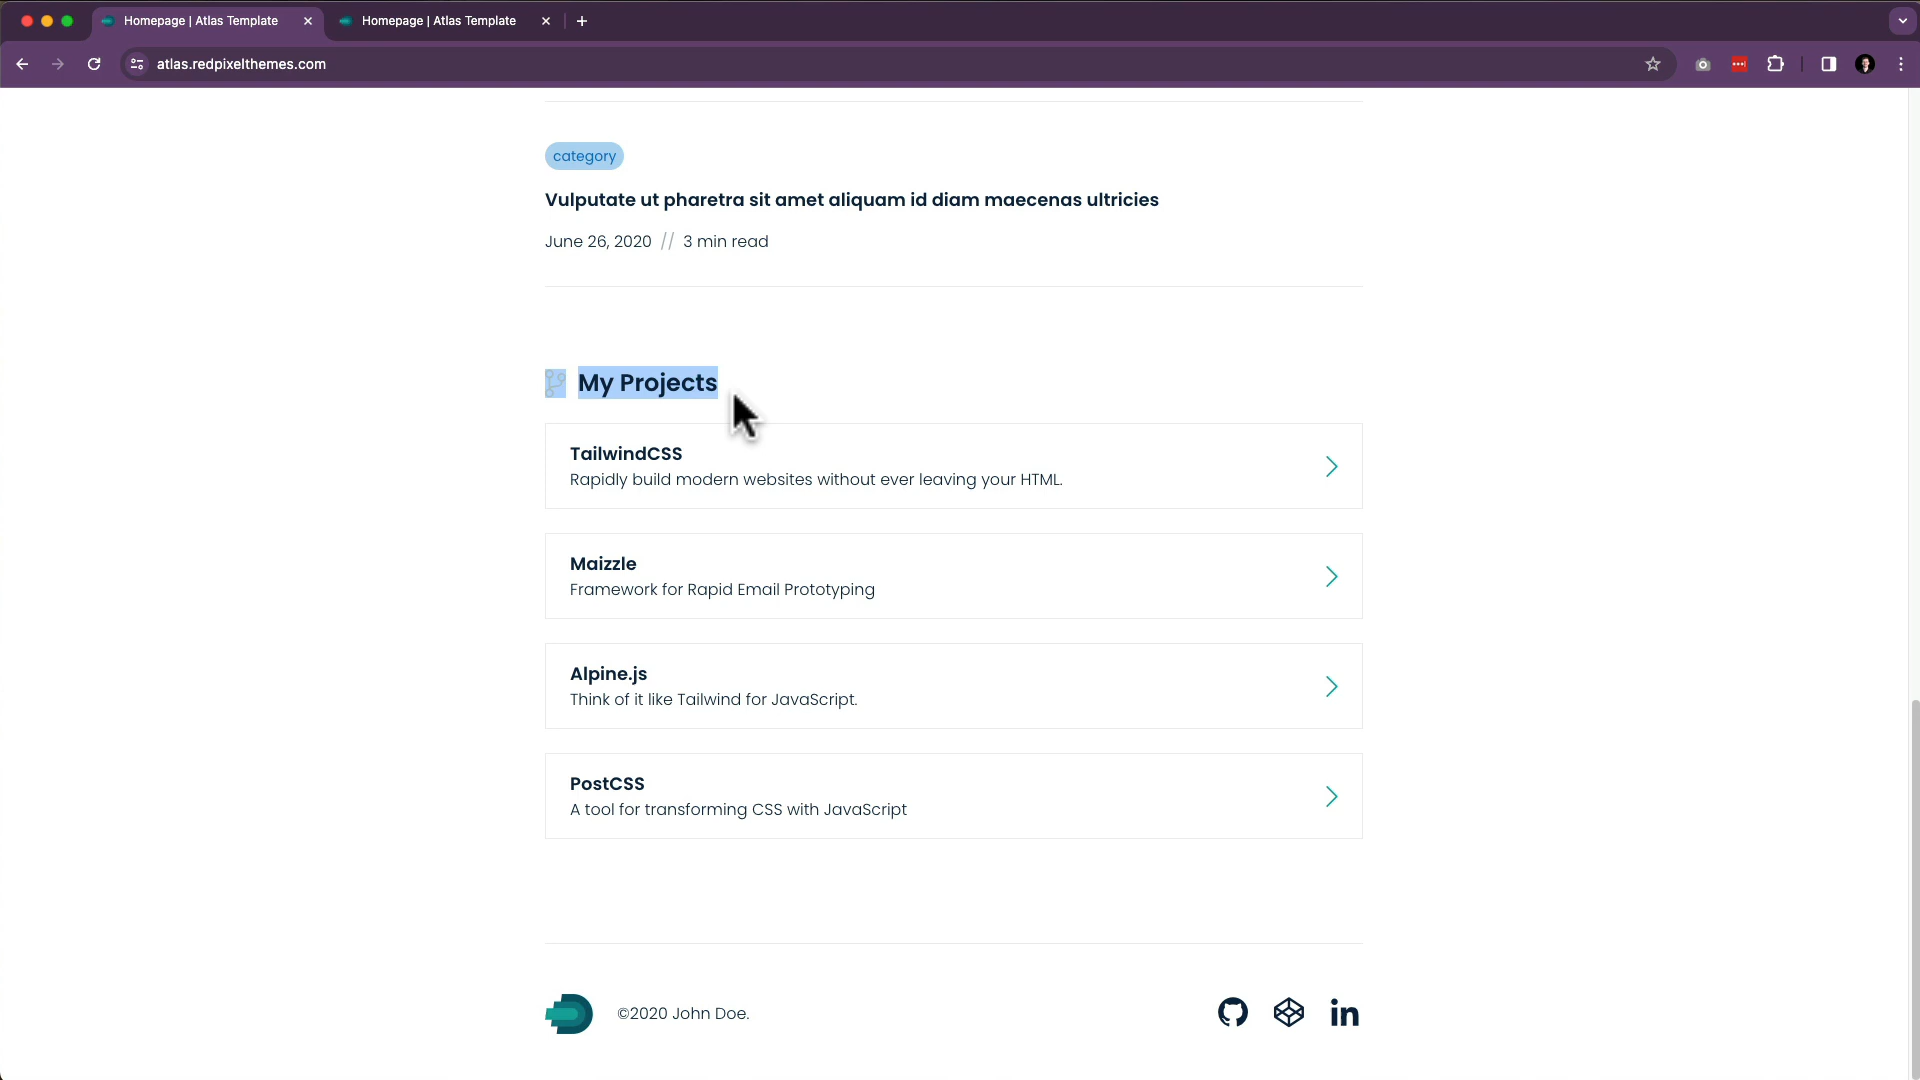 Homepage | Atlas Template
Homepage | Atlas Template
atlas.redpixelthemes.com
category
Vulputate ut pharetra sit amet aliquam id diam maecenas ultricies
June 26, 2020 // 3 min read
My Projects
TailwindCSS
Rapidly build modern websites without ever leaving your HTML.
Maizzle
Framework for Rapid Email Prototyping
Alpine.js
Think of it like Tailwind for JavaScript.
PostCSS
A tool for transforming CSS with JavaScript
©2020 John Doe.
in